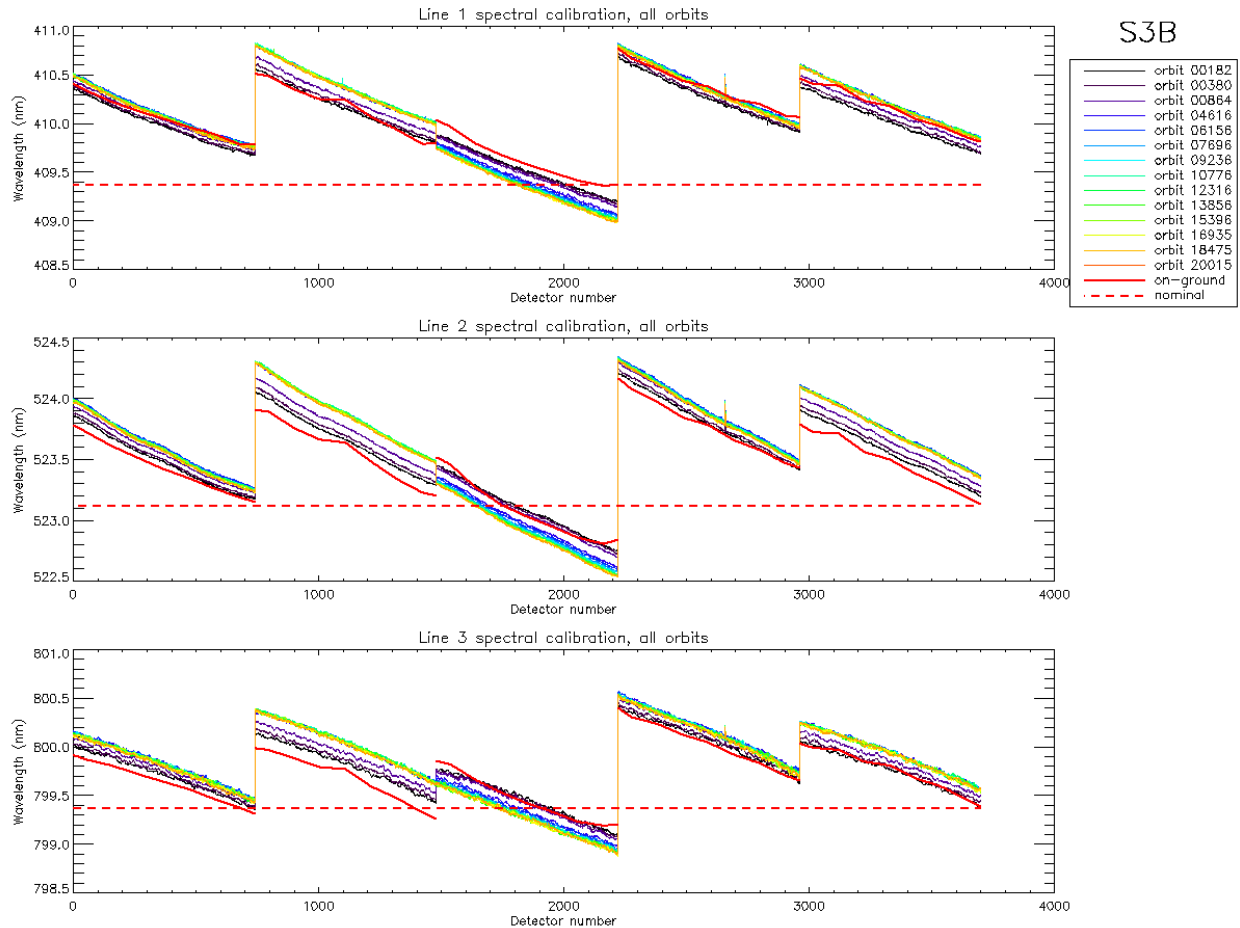 Line 1 spectral calibration, all orbits
S3B
411.0
410.5
410.0
409.5
409.0
408.5
Wavelength (nm)
0
1000
2000
3000
4000
Detector number
orbit 00182
orbit 00380
orbit 00864
orbit 04616
orbit 06156
orbit 07696
orbit 09236
orbit 10776
orbit 12316
orbit 13856
orbit 15396
orbit 16935
orbit 18475
orbit 20015
on-ground
nominal
Line 2 spectral calibration, all orbits
524.5
524.0
523.5
523.0
522.5
Wavelength (nm)
0
1000
2000
3000
4000
Detector number
Line 3 spectral calibration, all orbits
801.0
800.5
800.0
799.5
799.0
798.5
Wavelength (nm)
0
1000
2000
3000
4000
Detector number